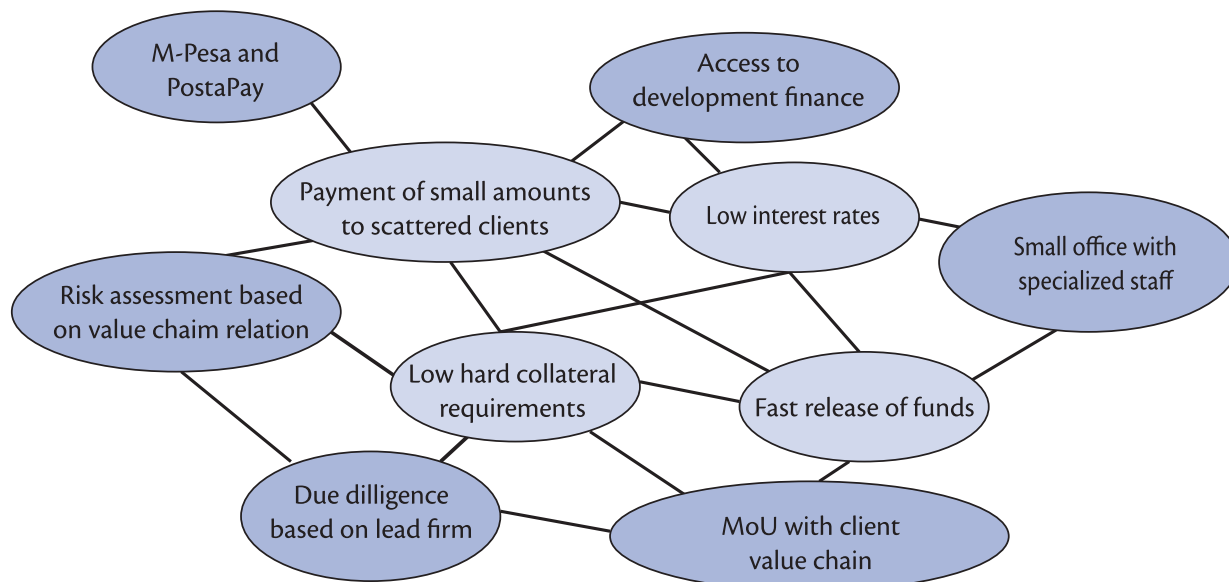 M-Pesa and
PostaPay
Access to
development finance
Payment of small amounts
to scattered clients
Low interest rates
Small office with
specialized staff
Risk assessment based
on value chaim relation
Low hard collateral
requirements
Fast release of funds
Due dilligence
based on lead firm
MoU with client
value chain